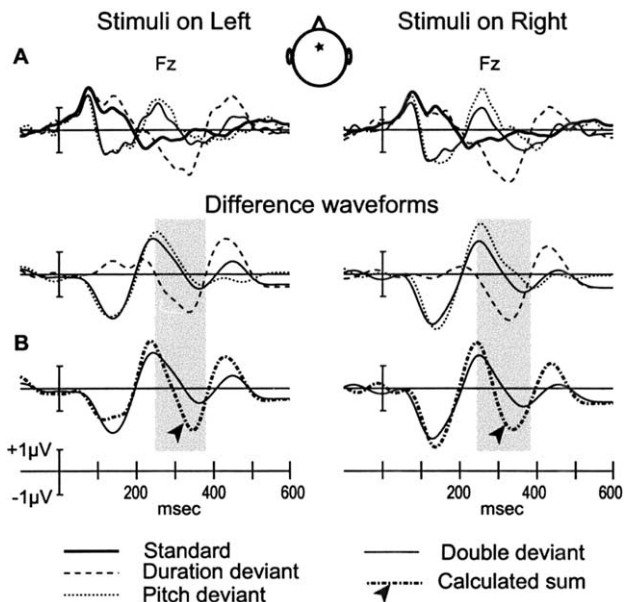 Stimuli on Left Stimuli on Right
A
Fz Fz
Difference waveforms
B
+1µV
-1µV
200 400 600 200 400 600
msec msec
Standard Double deviant
Duration deviant Calculated sum
Pitch deviant